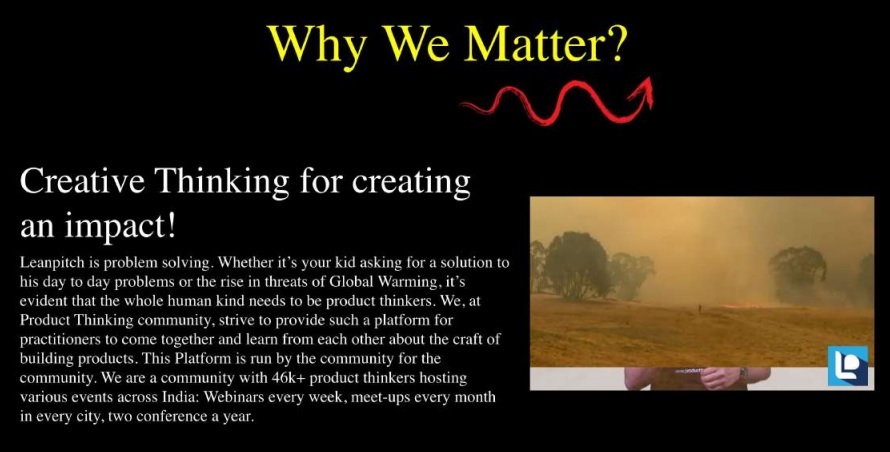 Why We Matter?
Creative Thinking for creating
an impact!
Leanpitch is problem solving. Whether it’s your kid asking for a solution to
his day to day problems or the rise in threats of Global Warming, it’s
evident that the whole human kind needs to be product thinkers. We, at
Product Thinking community, strive to provide such a platform for
practitioners to come together and learn from each other about the craft of
building products. This Platform is run by the community for the
community. We are a community with 46k+ product thinkers hosting
various events across India: Webinars every week, meet-ups every month
in every city, two conference a year.